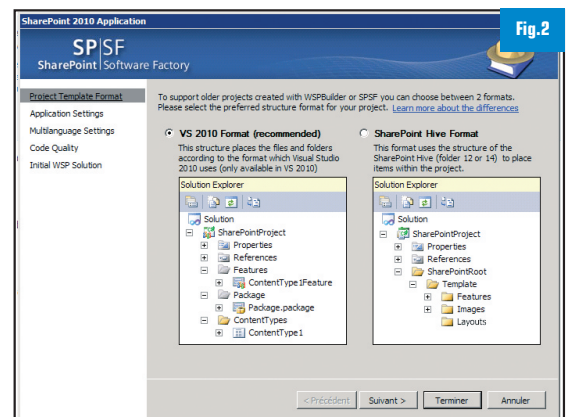 SharePoint 2010 Application
Fig.2
SP|SF
SharePoint Software Factory
Project Template Format
Application Settings
Multilanguage Settings
Code Quality
Initial WSP Solution
To support older projects created with WSPBuilder or SPSF you can choose between 2 formats.
Please select the preferred structure format for your project. Learn more about the differences
VS 2010 Format (recommended)
This structure places the files and folders
according to the format which Visual Studio
2010 uses (only available in VS 2010)
Solution Explorer
Solution
SharePointProject
Properties
References
Features
ContentType1Feature
Package
Package.package
ContentTypes
ContentType1
SharePoint Hive Format
This format uses the structure of the
SharePoint Hive (folder 12 or 14) to place
items within the project.
Solution Explorer
Solution
SharePointProject
Properties
References
SharePointRoot
Template
Features
Images
Layouts
< Précédent
Suivant >
Terminer
Annuler